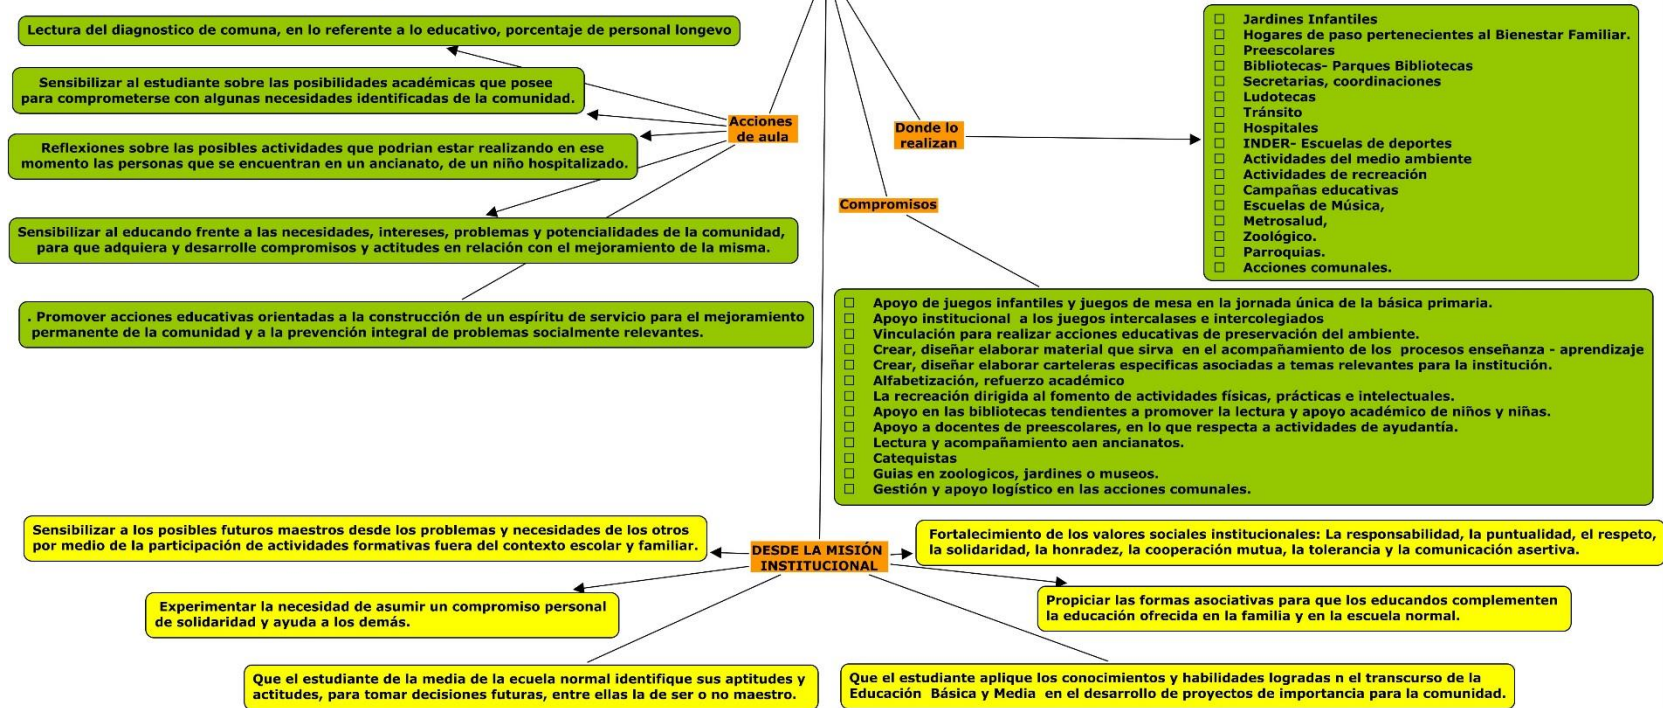 Lectura del diagnostico de comuna, en lo referente a lo educativo, porcentaje de personal longevo
Sensibilizar al estudiante sobre las posibilidades académicas que posee
para comprometerse con algunas necesidades identificadas de la comunidad.
Reflexiones sobre las posibles actividades que podrian estar realizando en ese
momento las personas que se encuentran en un ancianato, de un niño hospitalizado.
Sensibilizar al educando frente a las necesidades, intereses, problemas y potencialidades de la comunidad,
para que adquiera y desarrolle compromisos y actitudes en relación con el mejoramiento de la misma.
. Promover acciones educativas orientadas a la construcción de un espíritu de servicio para el mejoramiento
permanente de la comunidad y a la prevención integral de problemas socialmente relevantes.
Acciones
de aula
Donde lo
realizan
Compromisos
☐ Jardines Infantiles
☐ Hogares de paso pertenecientes al Bienestar Familiar.
☐ Preescolares
☐ Bibliotecas- Parques Bibliotecas
☐ Secretarias, coordinaciones
☐ Ludotecas
☐ Tránsito
☐ Hospitales
☐ INDER- Escuelas de deportes
☐ Actividades del medio ambiente
☐ Actividades de recreación
☐ Campañas educativas
☐ Escuelas de Música,
☐ Metrosalud,
☐ Zoológico.
☐ Parroquias.
☐ Acciones comunales.
☐ Apoyo de juegos infantiles y juegos de mesa en la jornada única de la básica primaria.
☐ Apoyo institucional a los juegos intercalases e intercolegiados
☐ Vinculación para realizar acciones educativas de preservación del ambiente.
☐ Crear, diseñar elaborar material que sirva en el acompañamiento de los procesos enseñanza - aprendizaje
☐ Crear, diseñar elaborar carteleras especificas asociadas a temas relevantes para la institución.
☐ Alfabetización, refuerzo académico
☐ La recreación dirigida al fomento de actividades físicas, prácticas e intelectuales.
☐ Apoyo en las bibliotecas tendientes a promover la lectura y apoyo académico de niños y niñas.
☐ Apoyo a docentes de preescolares, en lo que respecta a actividades de ayudantía.
☐ Lectura y acompañamiento aen ancianatos.
☐ Catequistas
☐ Guias en zoologicos, jardines o museos.
☐ Gestión y apoyo logístico en las acciones comunales.
DESDE LA MISIÓN
INSTITUCIONAL
Sensibilizar a los posibles futuros maestros desde los problemas y necesidades de los otros
por medio de la participación de actividades formativas fuera del contexto escolar y familiar.
Fortalecimiento de los valores sociales institucionales: La responsabilidad, la puntualidad, el respeto,
la solidaridad, la honradez, la cooperación mutua, la tolerancia y la comunicación asertiva.
Experimentar la necesidad de asumir un compromiso personal
de solidaridad y ayuda a los demás.
Propiciar las formas asociativas para que los educandos complementen
la educación ofrecida en la familia y en la escuela normal.
Que el estudiante de la media de la ecuela normal identifique sus aptitudes y
actitudes, para tomar decisiones futuras, entre ellas la de ser o no maestro.
Que el estudiante aplique los conocimientos y habilidades logradas n el transcurso de la
Educación Básica y Media en el desarrollo de proyectos de importancia para la comunidad.